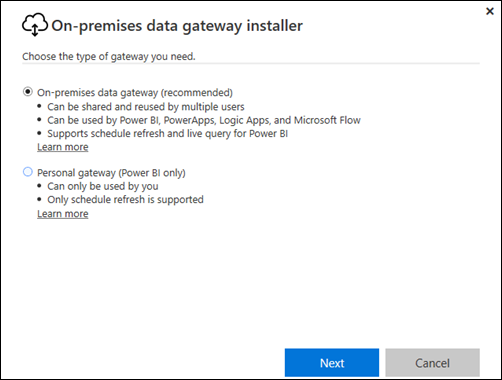 On-premises data gateway installer
Choose the type of gateway you need.
On-premises data gateway (recommended)
• Can be shared and reused by multiple users
• Can be used by Power BI, PowerApps, Logic Apps, and Microsoft Flow
• Supports schedule refresh and live query for Power BI
Learn more
Personal gateway (Power BI only)
• Can only be used by you
• Only schedule refresh is supported
Learn more
Next
Cancel